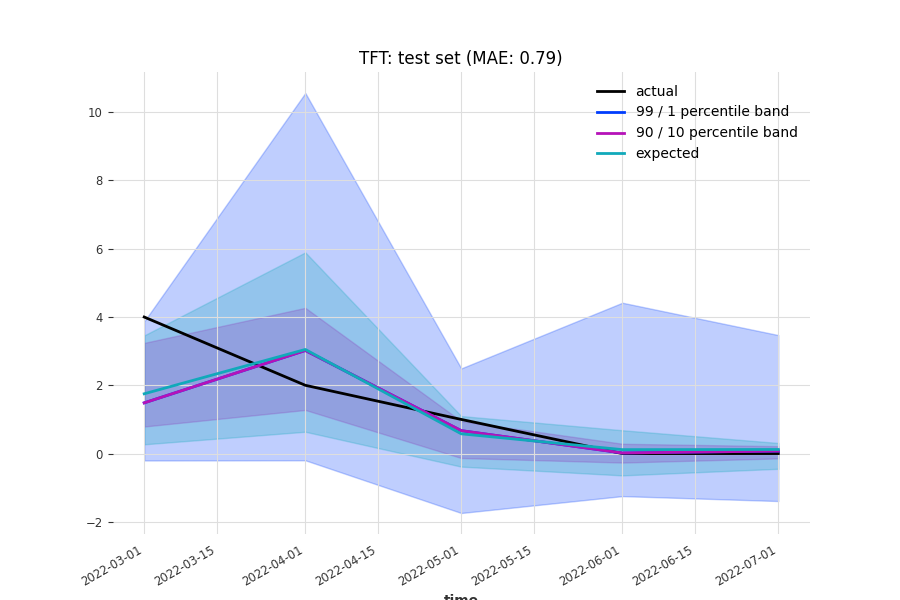 TFT: test set (MAE: 0.79)
actual
99 / 1 percentile band
90 / 10 percentile band
expected
10
8
6
4
2
0
−2
2022-03-01
2022-03-15
2022-04-01
2022-04-15
2022-05-01
2022-05-15
2022-06-01
2022-06-15
2022-07-01
time